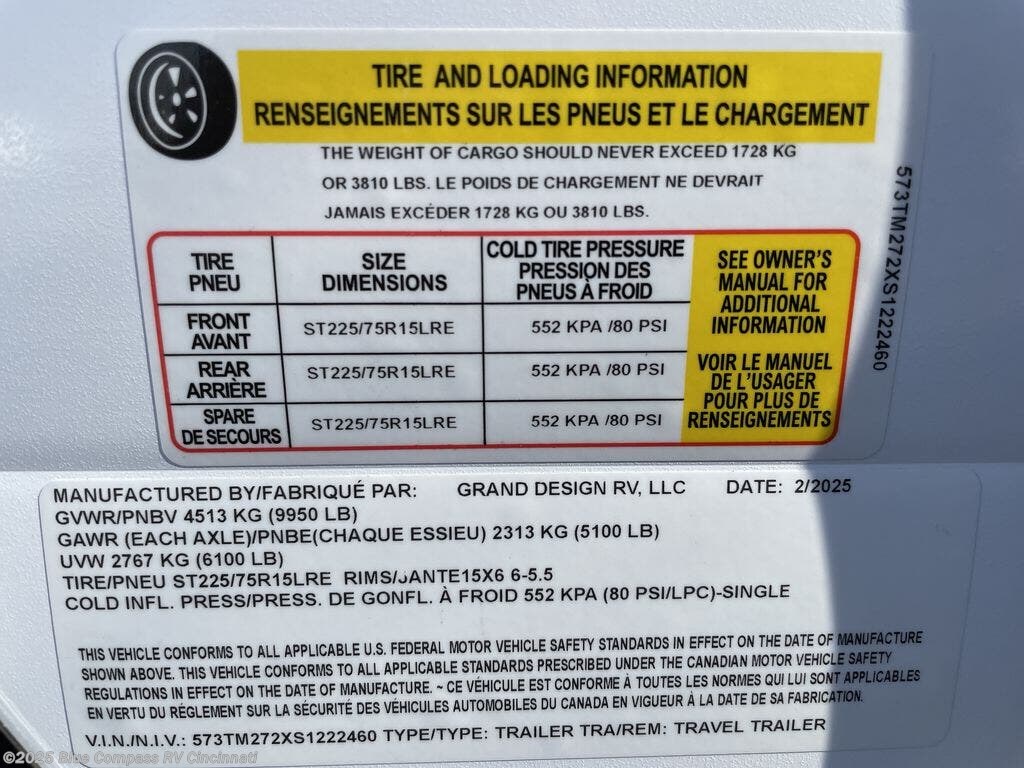 TIRE AND LOADING INFORMATION
RENSEIGNEMENTS SUR LES PNEUS ET LE CHARGEMENT
THE WEIGHT OF CARGO SHOULD NEVER EXCEED 1728 KG
OR 3810 LBS. LE POIDS DE CHARGEMENT NE DEVRAIT
JAMAIS EXCÉDER 1728 KG OU 3810 LBS.
TIRE
PNEU
SIZE
DIMENSIONS
COLD TIRE PRESSURE
PRESSION DES
PNEUS À FROID
FRONT
AVANT
ST225/75R15LRE
552 KPA /80 PSI
REAR
ARRIÈRE
ST225/75R15LRE
552 KPA /80 PSI
SPARE
DE SECOURS
ST225/75R15LRE
552 KPA /80 PSI
SEE OWNER'S
MANUAL FOR
ADDITIONAL
INFORMATION
VOIR LE MANUEL
DE L'USAGER
POUR PLUS DE
RENSEIGNEMENTS
573TM272XS1222460
MANUFACTURED BY/FABRIQUÉ PAR: GRAND DESIGN RV, LLC DATE: 2/2025
GVWR/PNBV 4513 KG (9950 LB)
GAWR (EACH AXLE)/PNBE(CHAQUE ESSIEU) 2313 KG (5100 LB)
UVW 2767 KG (6100 LB)
TIRE/PNEU ST225/75R15LRE RIMS/JANTE15X6 6-5.5
COLD INFL. PRESS/PRESS. DE GONFL. À FROID 552 KPA (80 PSI/LPC)-SINGLE
THIS VEHICLE CONFORMS TO ALL APPLICABLE U.S. FEDERAL MOTOR VEHICLE SAFETY STANDARDS IN EFFECT ON THE DATE OF MANUFACTURE
SHOWN ABOVE. THIS VEHICLE CONFORMS TO ALL APPLICABLE STANDARDS PRESCRIBED UNDER THE CANADIAN MOTOR VEHICLE SAFETY
REGULATIONS IN EFFECT ON THE DATE OF MANUFACTURE. ~ CE VÉHICULE EST CONFORME À TOUTES LES NORMES QUI LUI SONT APPLICABLES
EN VERTU DU RÉGLEMENT SUR LA SÉCURITÉ DES VÉHICULES AUTOMOBILES DU CANADA EN VIGUEUR À LA DATE DE SA FABRICATION.
V.I.N./N.I.V.: 573TM272XS1222460 TYPE/TYPE: TRAILER TRA/REM: TRAVEL TRAILER
©2025 Blue Compass RV Cincinnati